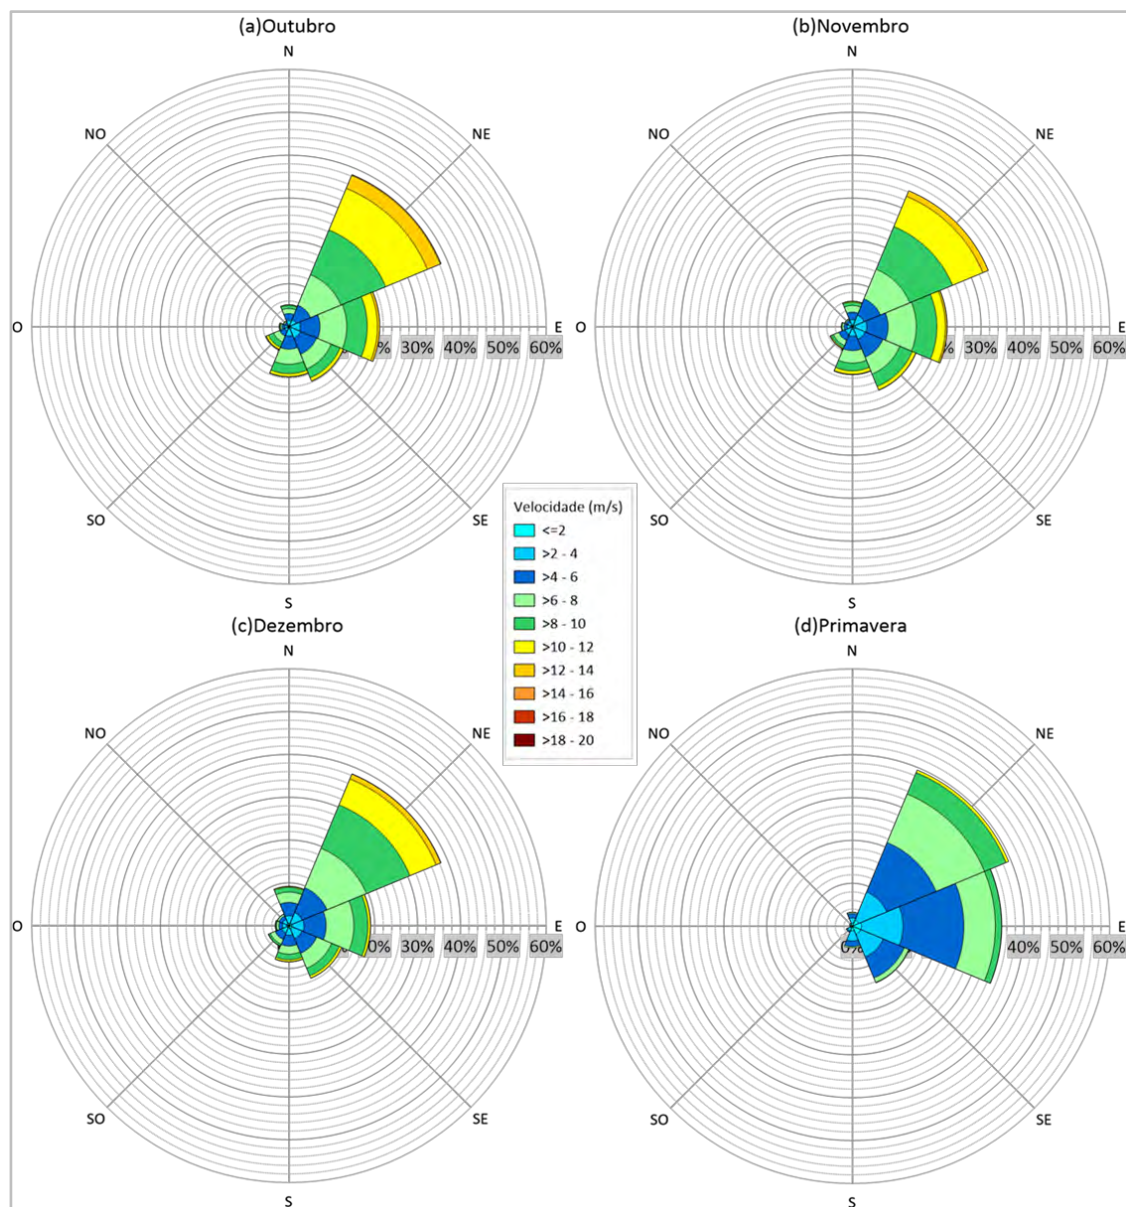 (a)Outubro
N
NO
NE
O
E
30% 40% 50% 60%
SO
SE
S
(b)Novembro
N
NO
NE
O
E
30% 40% 50% 60%
SO
SE
S
Velocidade (m/s)
<=2
>2 - 4
>4 - 6
>6 - 8
>8 - 10
>10 - 12
>12 - 14
>14 - 16
>16 - 18
>18 - 20
(c)Dezembro
N
NO
NE
O
E
30% 40% 50% 60%
SO
SE
S
(d)Primavera
N
NO
NE
O
E
0% 40% 50% 60%
SO
SE
S